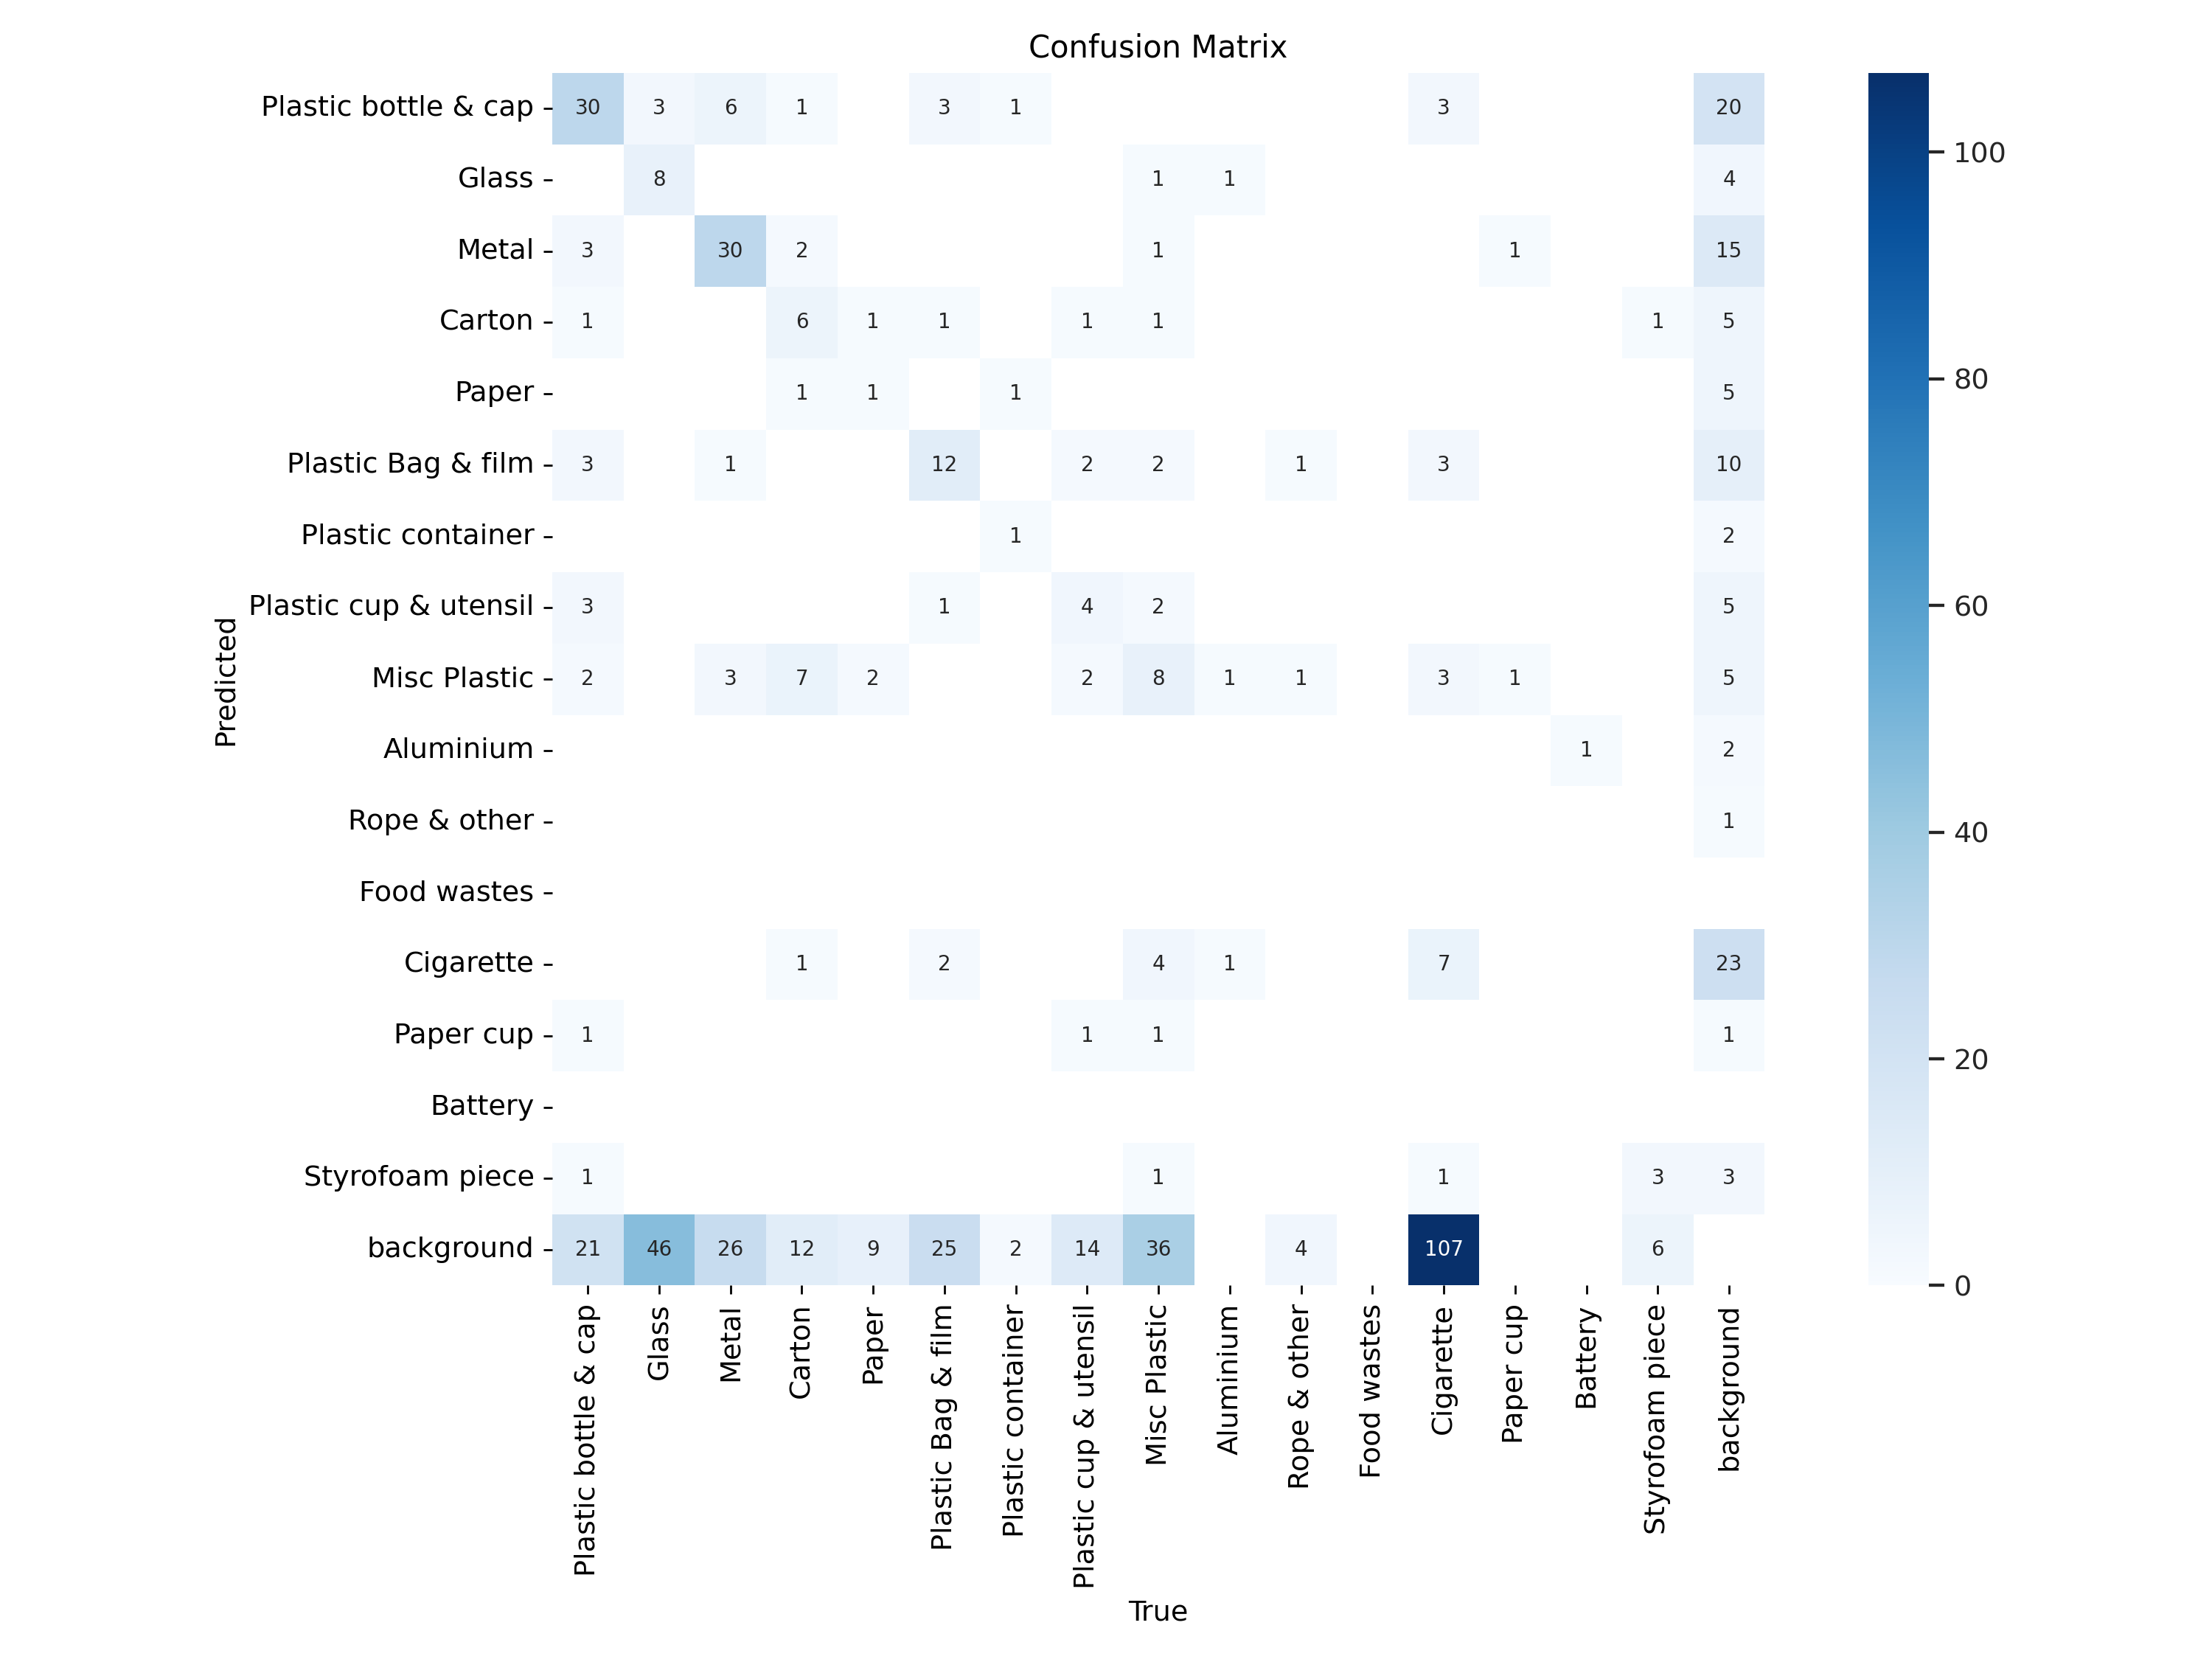 Confusion Matrix
Plastic bottle & cap 30 3 6 1 3 1 3 20
Glass 8 1 1 4
Metal 3 30 2 1 1 15
Carton 1 6 1 1 1 1 1 5
Paper 1 1 1 5
Plastic Bag & film 3 1 12 2 2 1 3 10
Plastic container 1 2
Plastic cup & utensil 3 1 4 2 5
Misc Plastic 2 3 7 2 2 8 1 1 3 1 5
Aluminium 1 2
Rope & other 1
Food wastes
Cigarette 1 2 4 1 7 23
Paper cup 1 1 1 1
Battery
Styrofoam piece 1 1 1 3 3
background 21 46 26 12 9 25 2 14 36 4 107 6
Predicted
Plastic bottle & cap
Glass
Metal
Carton
Paper
Plastic Bag & film
Plastic container
Plastic cup & utensil
Misc Plastic
Aluminium
Rope & other
Food wastes
Cigarette
Paper cup
Battery
Styrofoam piece
background
True
100
80
60
40
20
0